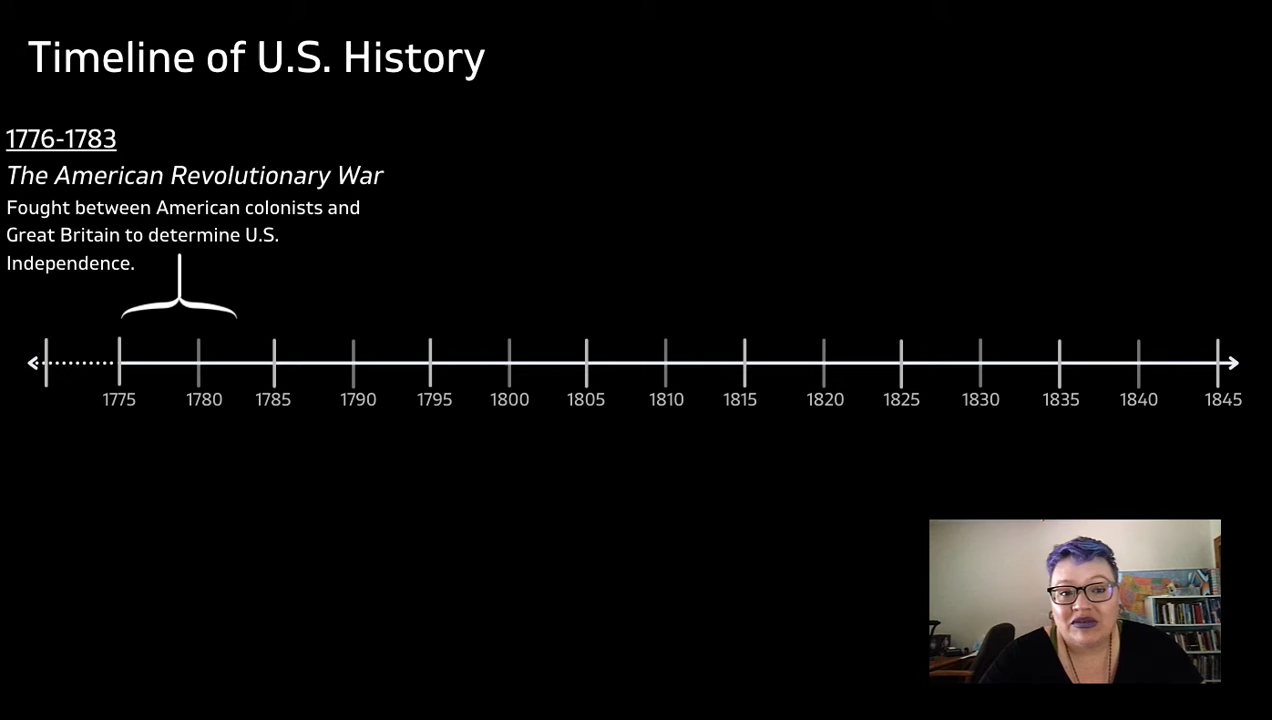 Timeline of U.S. History
1776-1783
The American Revolutionary War
Fought between American colonists and
Great Britain to determine U.S.
Independence.
1775 1780 1785 1790 1795 1800 1805 1810 1815 1820 1825 1830 1835 1840 1845